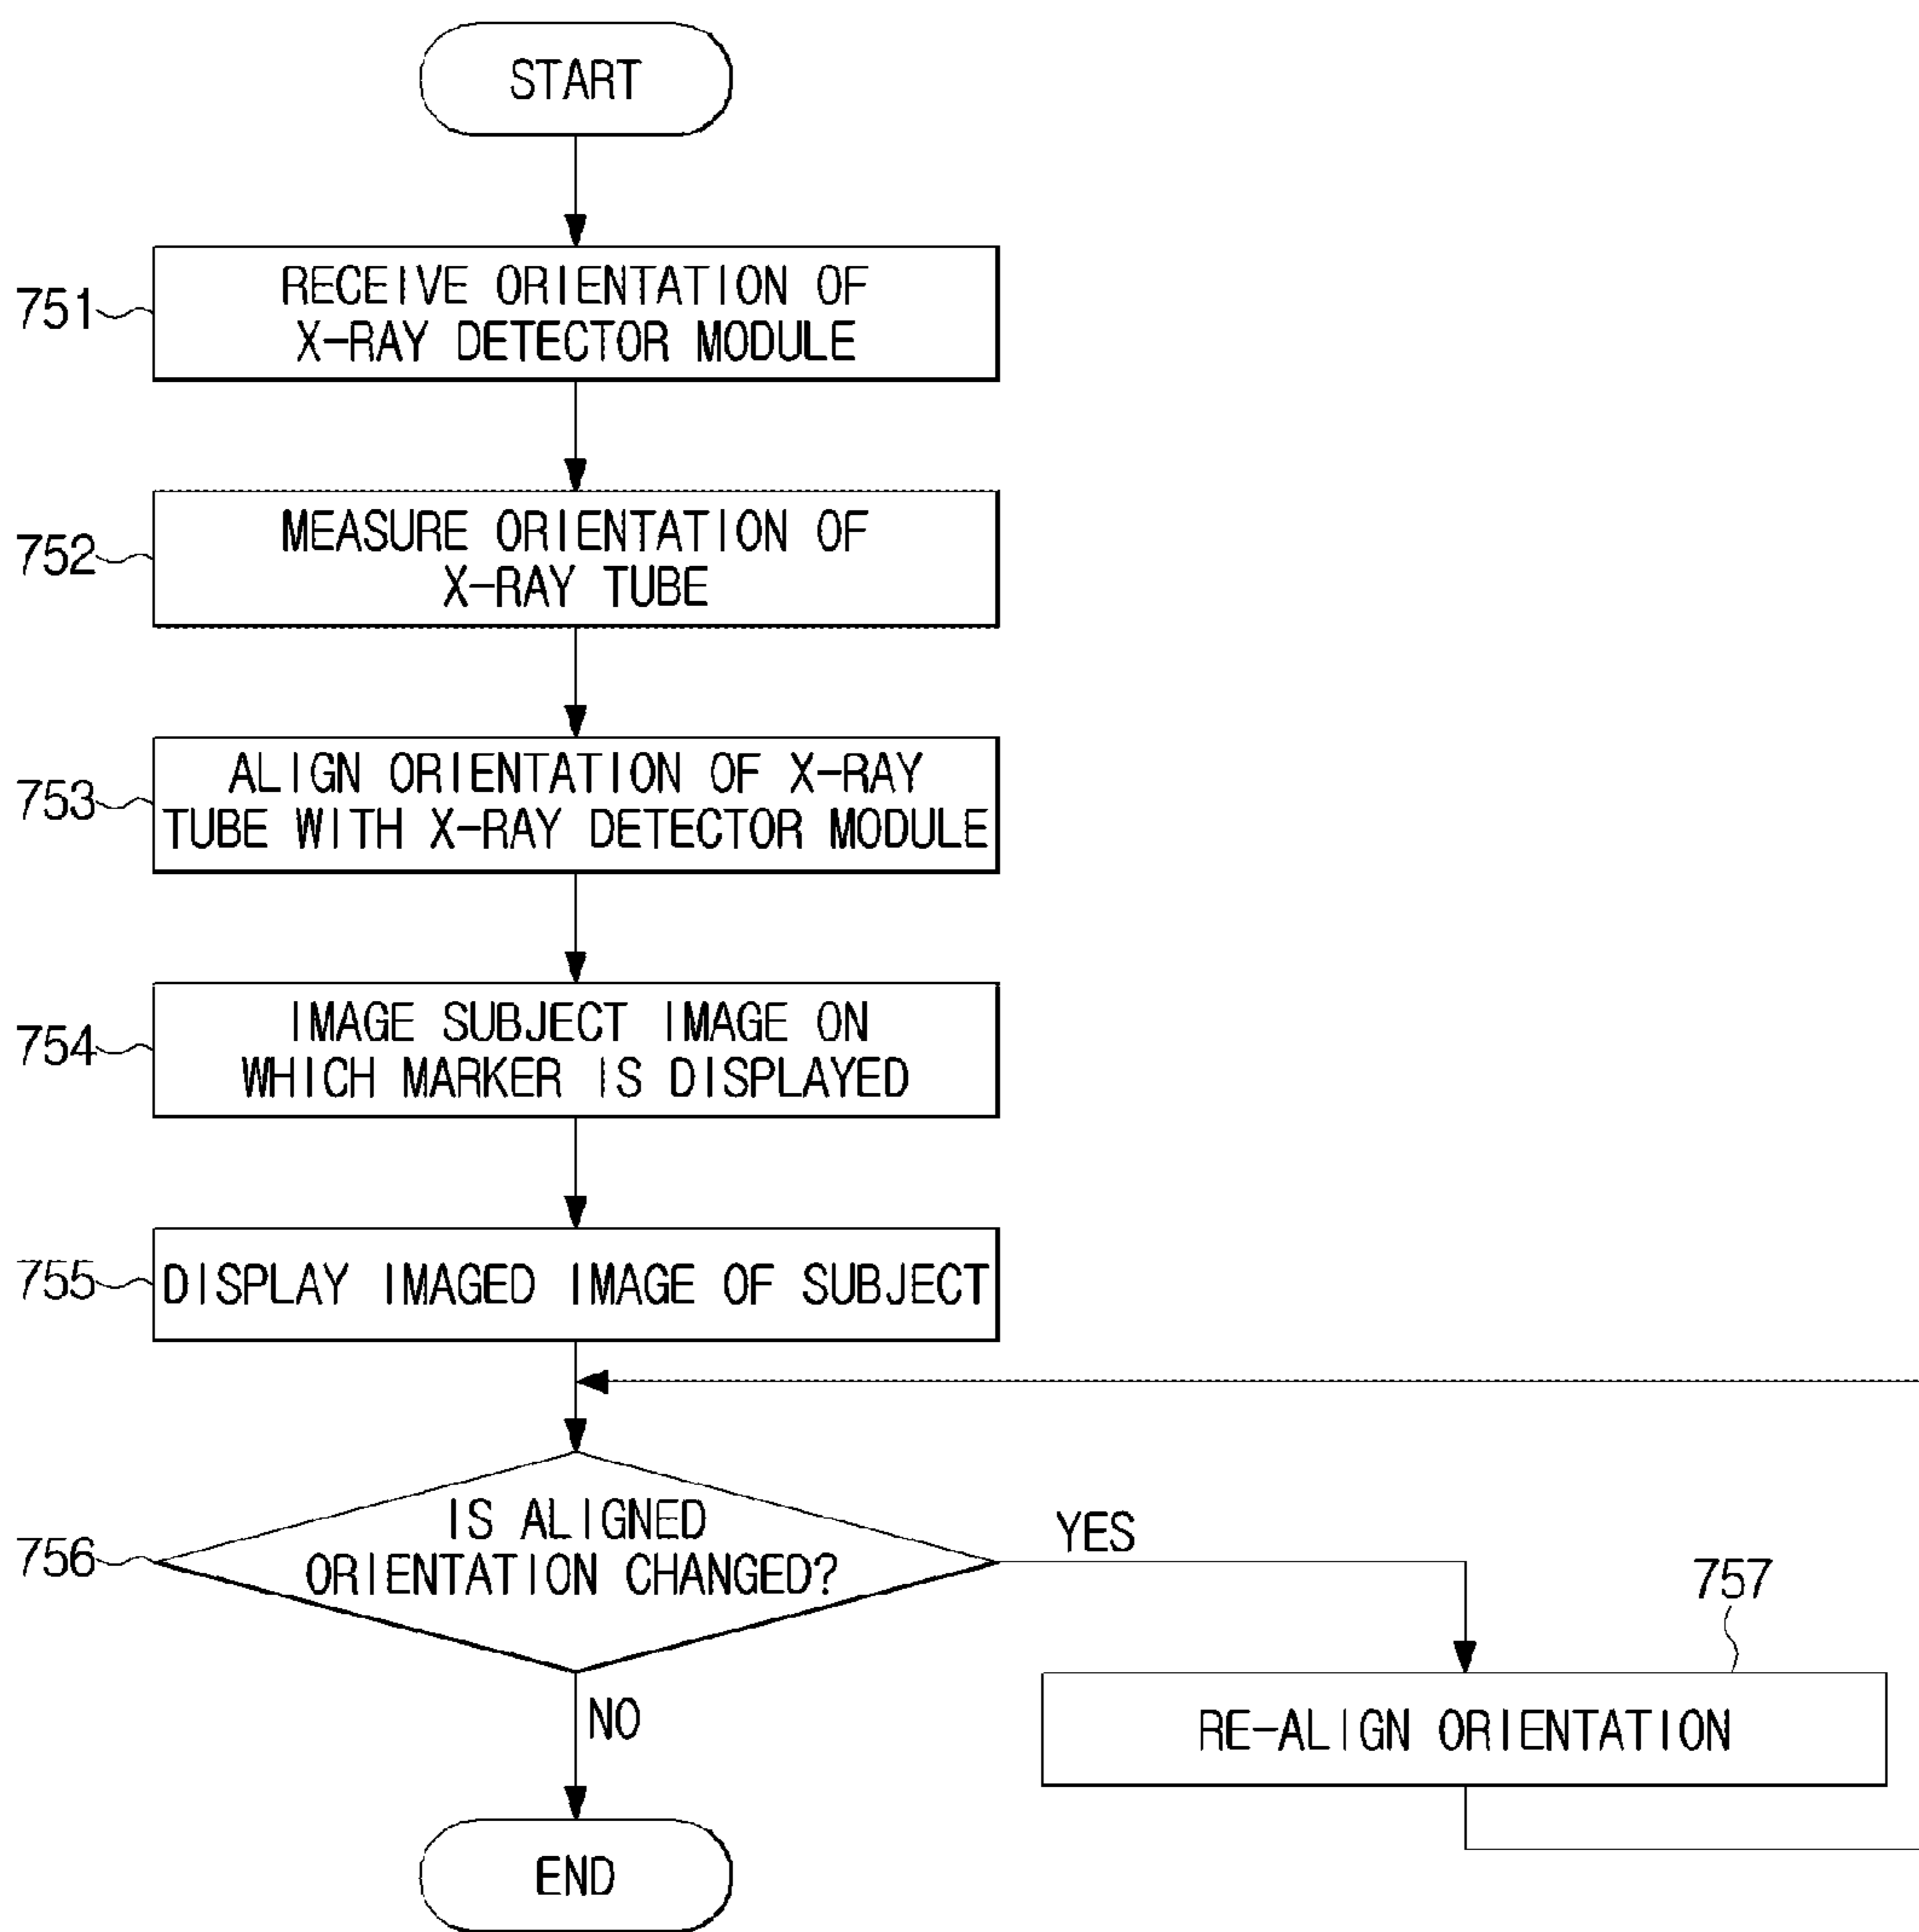 START
751
RECEIVE ORIENTATION OF
X-RAY DETECTOR MODULE
752
MEASURE ORIENTATION OF
X-RAY TUBE
753
ALIGN ORIENTATION OF X-RAY
TUBE WITH X-RAY DETECTOR MODULE
754
IMAGE SUBJECT IMAGE ON
WHICH MARKER IS DISPLAYED
755
DISPLAY IMAGED IMAGE OF SUBJECT
756
IS ALIGNED
ORIENTATION CHANGED?
YES
757
RE-ALIGN ORIENTATION
NO
END